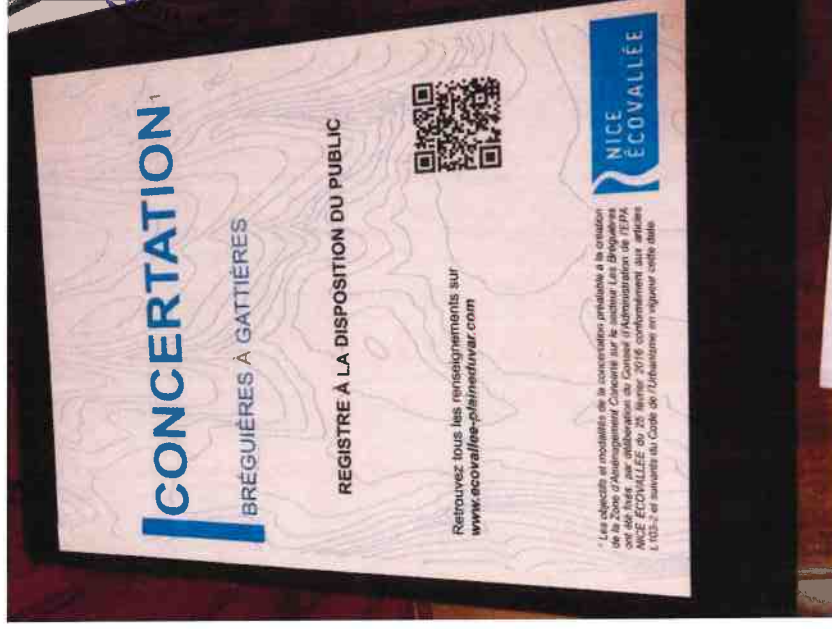 CONCERTATION¹
BRÉGUIÈRES À GATTIÈRES
REGISTRE À LA DISPOSITION DU PUBLIC
Retrouvez tous les renseignements sur
www.ecovallee-plaineduvar.com
¹ Les objectifs et modalités de la concertation préalable à la création
de la Zone d'Aménagement Concerté sur le secteur Les Bréguières
ont été fixés, par délibération du Conseil d'Administration de l'EPA
NICE ECOVALLEE du 25 février 2016 conformément aux articles
L 103-2 et suivants du Code de l'Urbanisme en vigueur cette date.
NICE
ÉCOVALLÉE